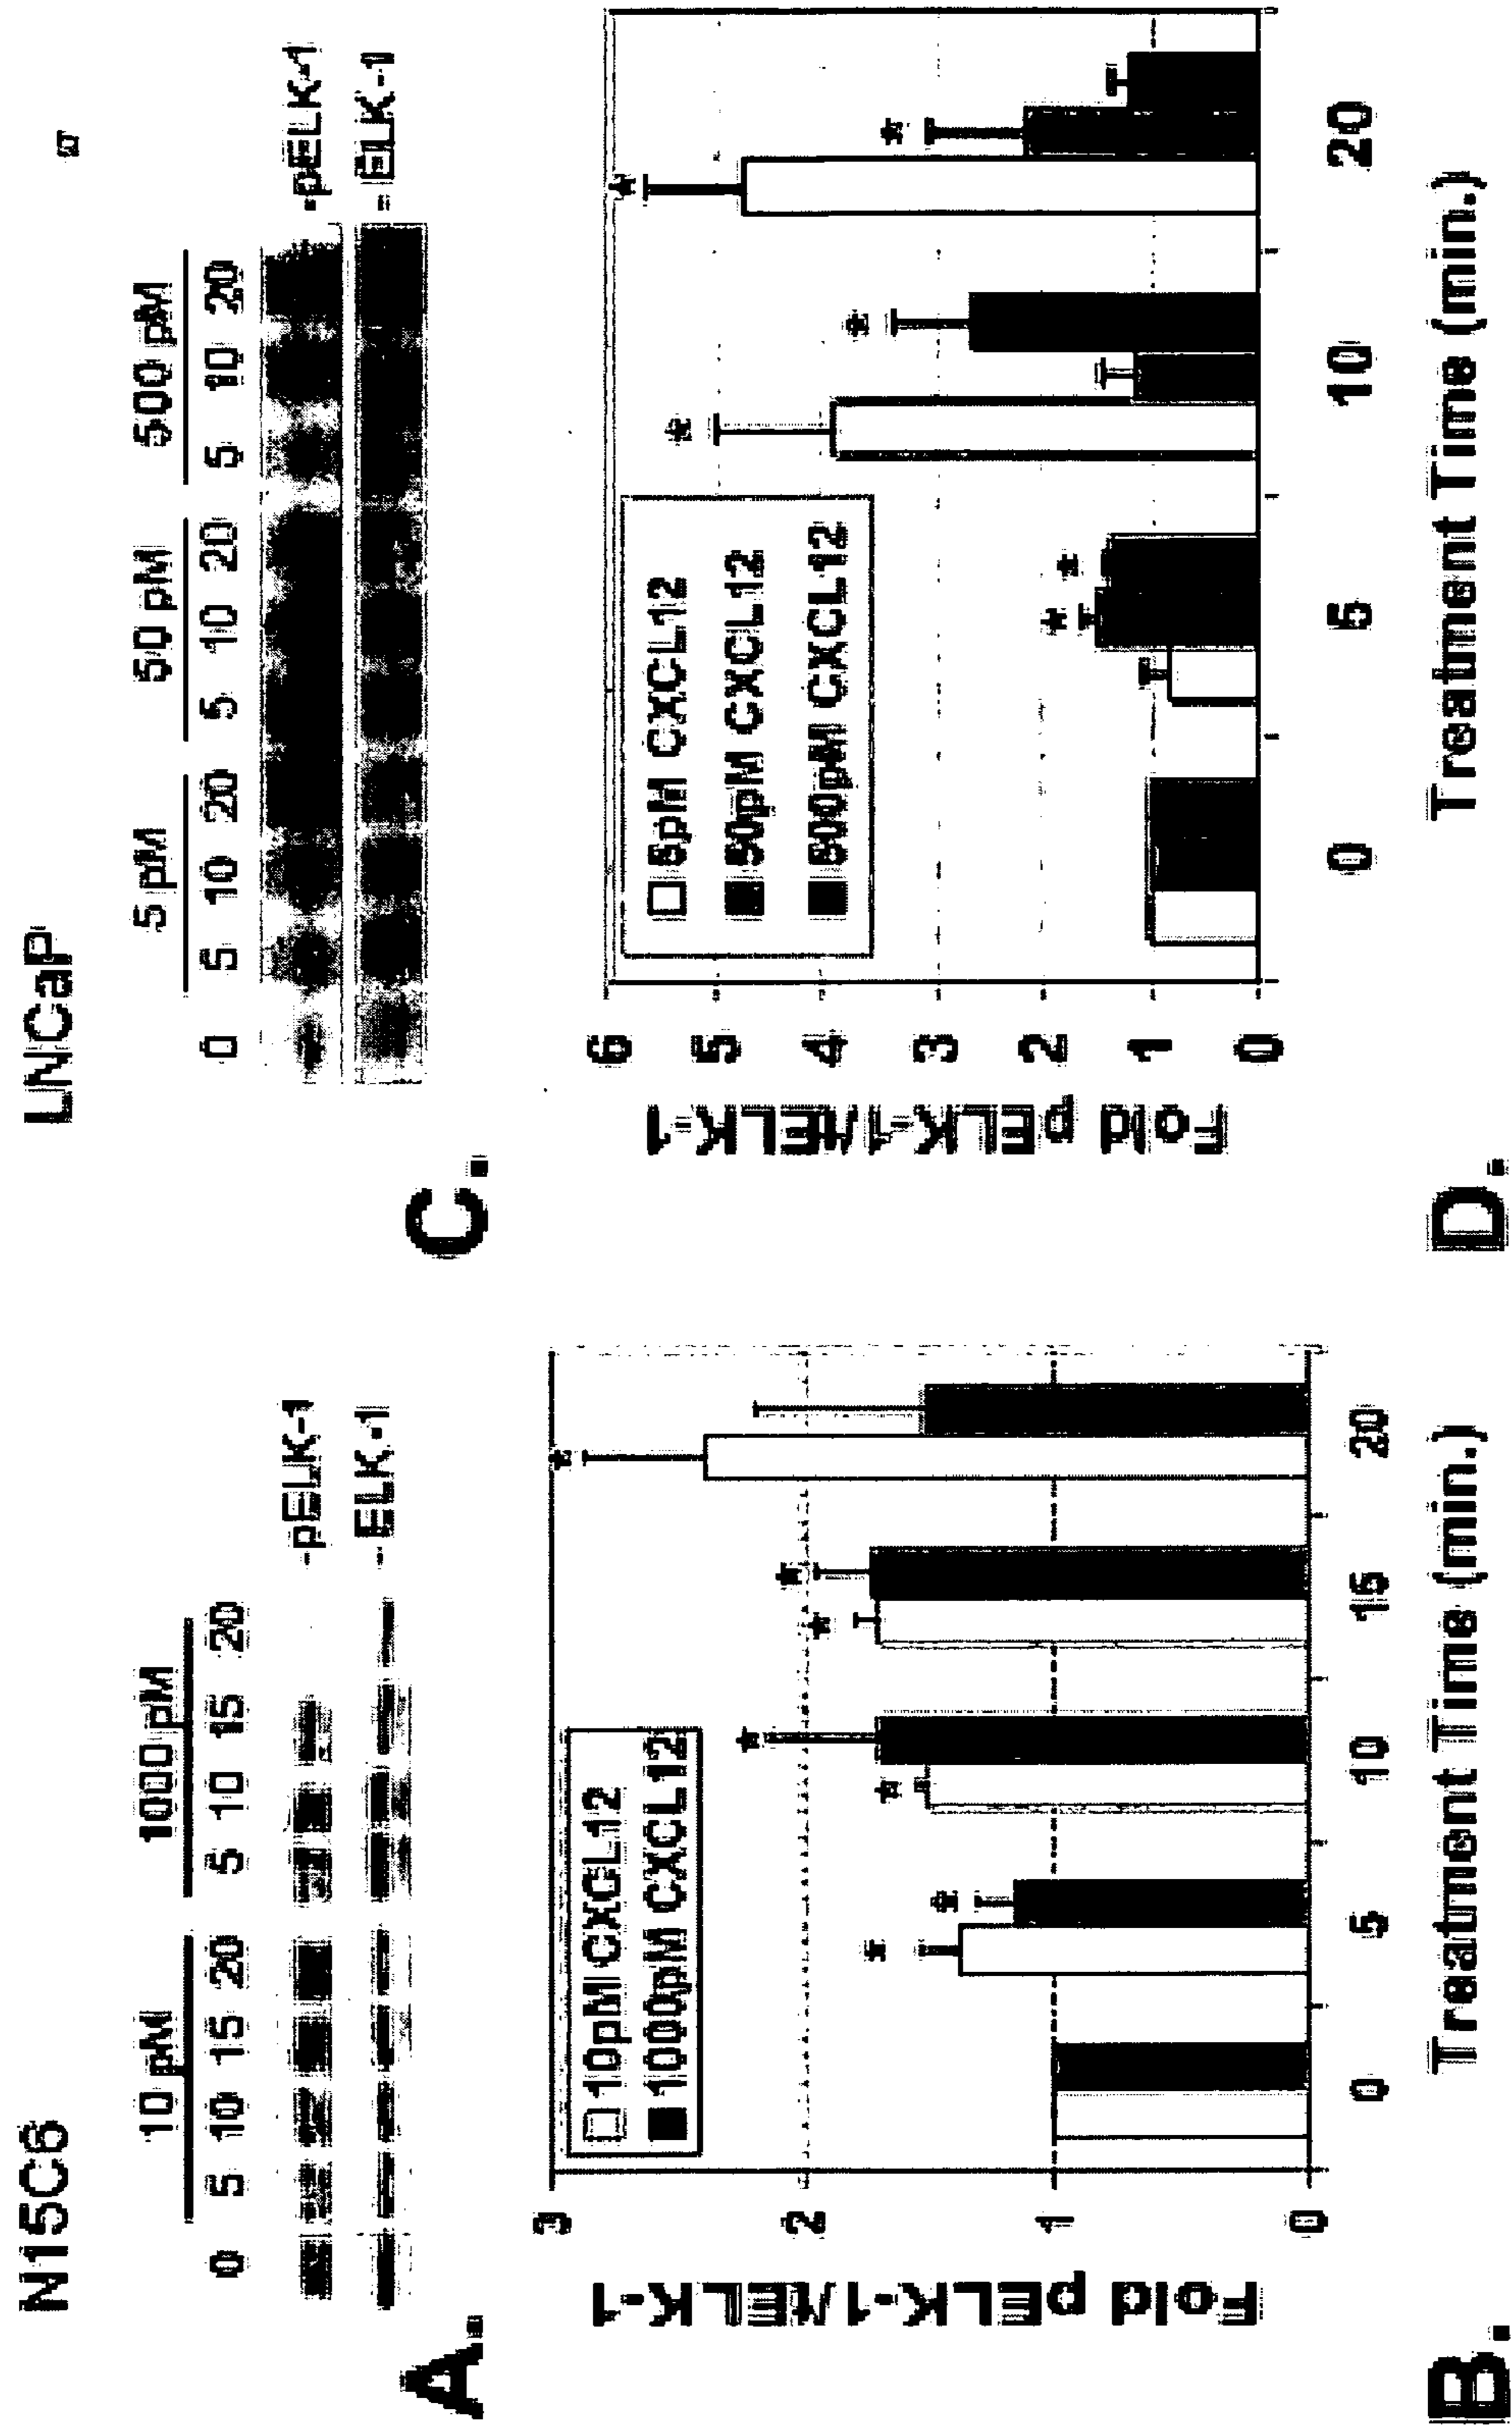 N15C6
10 pM 1000 pM
0 5 10 15 20 5 10 15 20
-pELK-1
- ELK-1
A.
Fold pELK-1/tELK-1
3
2
1
0
10pM CXCL12
1000pM CXCL12
0 5 10 15 20
Treatment Time (min.)
B.
LNCaP
5 pM 50 pM 500 pM
0 5 10 20 5 10 20 5 10 20
-pELK-1
- ELK-1
C.
Fold pELK-1/tELK-1
6
5
4
3
2
1
0
5pM CXCL12
50pM CXCL12
500pM CXCL12
0 5 10 20
Treatment Time (min.)
D.